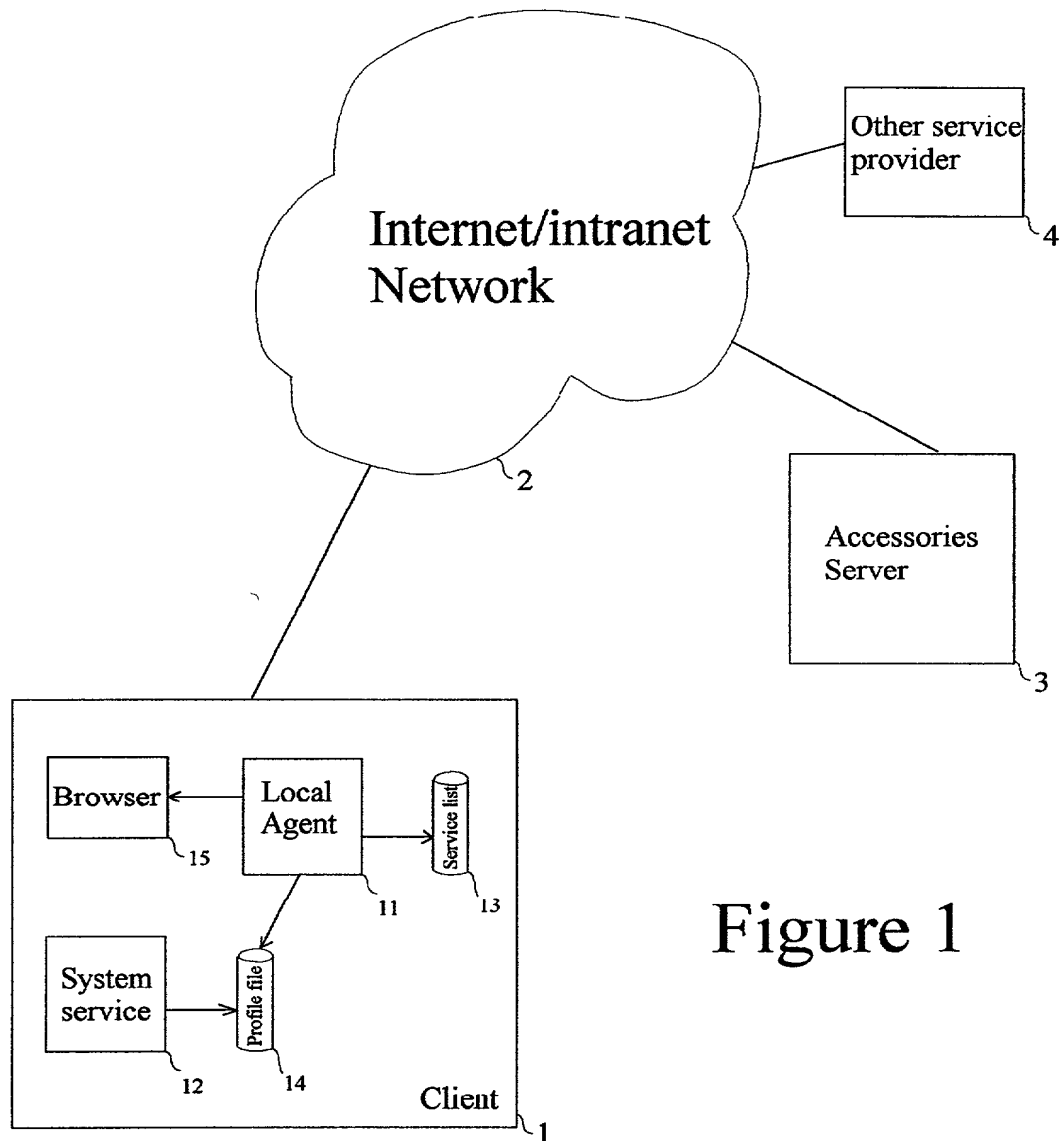 Other service
provider
4
Internet/intranet
Network
2
Accessories
Server
3
Browser
15
Local
Agent
11
Service list
13
System
service
12
Profile file
14
Client
1
Figure 1